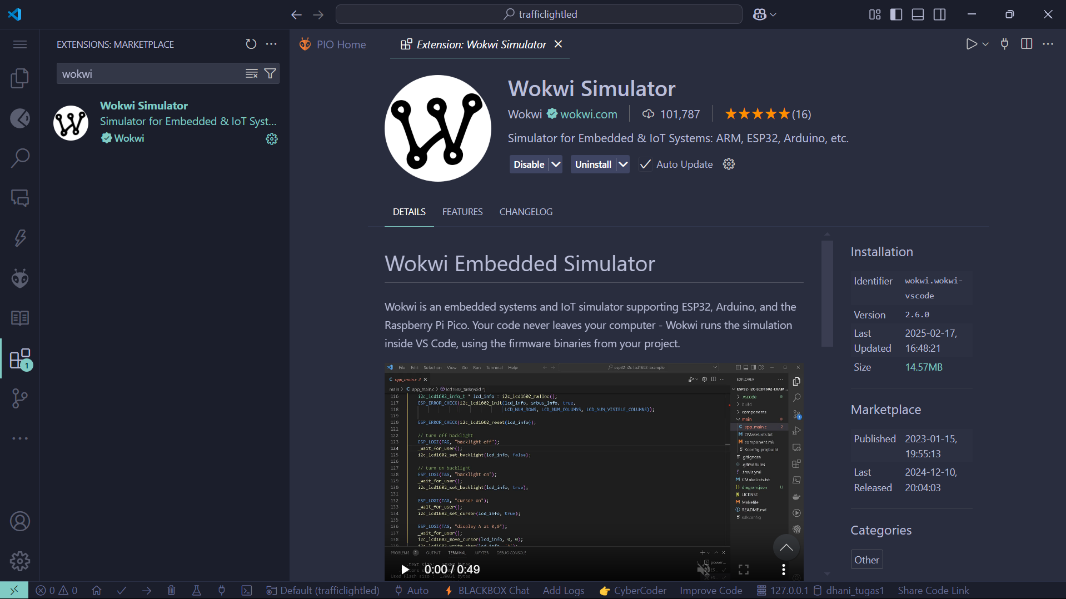 trafficlightled
EXTENSIONS: MARKETPLACE
wokwi
Wokwi Simulator
Simulator for Embedded & IoT Syst...
Wokwi
1
PIO Home
Extension: Wokwi Simulator
Wokwi Simulator
Wokwi wokwi.com 101,787 (16)
Simulator for Embedded & IoT Systems: ARM, ESP32, Arduino, etc.
Disable Uninstall Auto Update
DETAILS FEATURES CHANGELOG
Wokwi Embedded Simulator
Wokwi is an embedded systems and IoT simulator supporting ESP32, Arduino, and the
Raspberry Pi Pico. Your code never leaves your computer - Wokwi runs the simulation
inside VS Code, using the firmware binaries from your project.
// turn off backlight
// turn on backlight
0:00 / 0:49
Installation
Identifier wokwi.wokwi-
vscode
Version 2.6.0
Last 2025-02-17,
Updated 16:48:21
Size 14.57MB
Marketplace
Published 2023-01-15,
19:55:13
Last 2024-12-10,
Released 20:04:03
Categories
Other
0 0 Default (trafficlightled) Auto BLACKBOX Chat Add Logs CyberCoder Improve Code 127.0.0.1 dhani_tugas1 Share Code Link